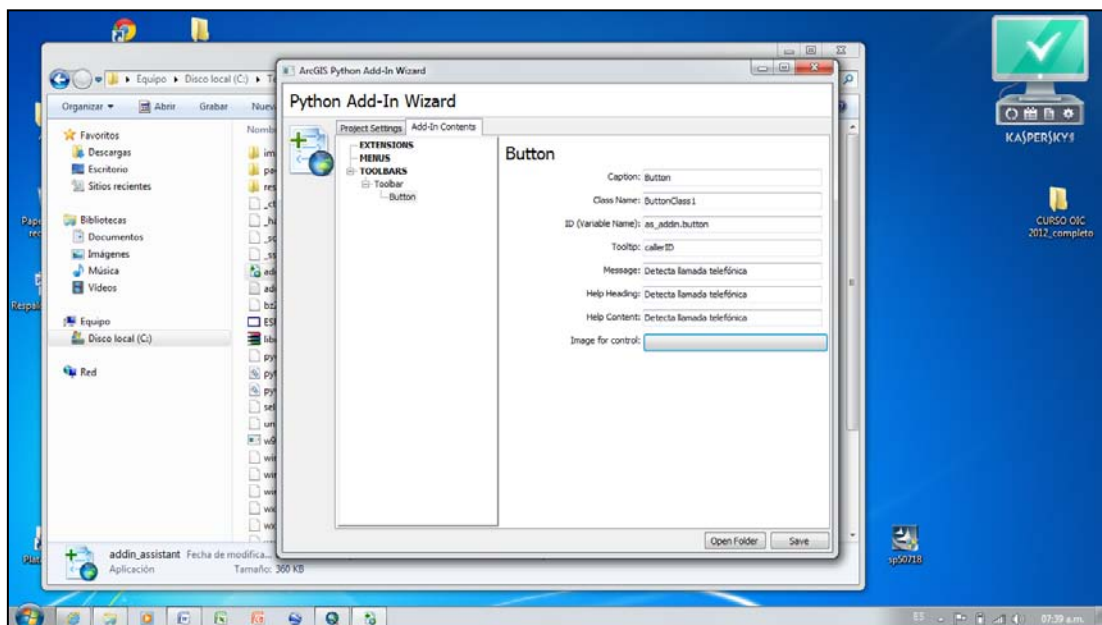 Equipo ▸ Disco local (C:) ▸
Organizar
Abrir
Grabar
Favoritos
Descargas
Escritorio
Sitios recientes
Bibliotecas
Documentos
Imágenes
Música
Vídeos
Equipo
Disco local (C:)
Red
addin_assistant Fecha de modifica...
Aplicación Tamaño: 360 KB
ArcGIS Python Add-In Wizard
Python Add-In Wizard
Project Settings Add-In Contents
EXTENSIONS
MENUS
TOOLBARS
Toolbar
Button
Button
Caption: Button
Class Name: ButtonClass1
ID (Variable Name): as_addin.button
Tooltip: callerID
Message: Detecta llamada telefónica
Help Heading: Detecta llamada telefónica
Help Content: Detecta llamada telefónica
Image for control:
Open Folder Save
KASPERSKY
CURSO OIC
2012_completo
sp50718
ES 07:39 a.m.